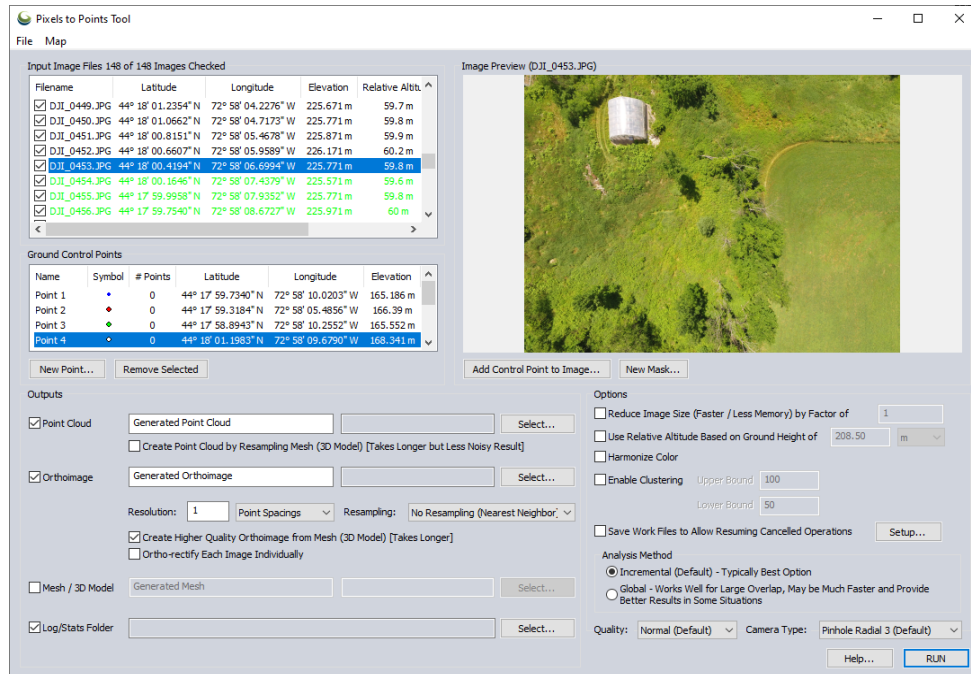 Pixels to Points Tool
File Map
Input Image Files 148 of 148 Images Checked
Filename Latitude Longitude Elevation Relative Altitu
DJI_0449.JPG 44° 18' 01.2354" N 72° 58' 04.2276" W 225.671 m 59.7 m
DJI_0450.JPG 44° 18' 01.0662" N 72° 58' 04.7173" W 225.771 m 59.8 m
DJI_0451.JPG 44° 18' 00.8151" N 72° 58' 05.4678" W 225.871 m 59.9 m
DJI_0452.JPG 44° 18' 00.6607" N 72° 58' 05.9589" W 226.171 m 60.2 m
DJI_0453.JPG 44° 18' 00.4194" N 72° 58' 06.6994" W 225.771 m 59.8 m
DJI_0454.JPG 44° 18' 00.1646" N 72° 58' 07.4379" W 225.571 m 59.6 m
DJI_0455.JPG 44° 17' 59.9958" N 72° 58' 07.9352" W 225.771 m 59.8 m
DJI_0456.JPG 44° 17' 59.7540" N 72° 58' 08.6727" W 225.971 m 60 m
Image Preview (DJI_0453.JPG)
Ground Control Points
Name Symbol # Points Latitude Longitude Elevation
Point 1 0 44° 17' 59.7340" N 72° 58' 10.0203" W 165.186 m
Point 2 0 44° 17' 59.3184" N 72° 58' 05.4856" W 166.39 m
Point 3 0 44° 17' 58.8943" N 72° 58' 10.2552" W 165.552 m
Point 4 0 44° 18' 01.1983" N 72° 58' 09.6790" W 168.341 m
New Point... Remove Selected
Add Control Point to Image... New Mask...
Outputs
Point Cloud Generated Point Cloud Select...
Create Point Cloud by Resampling Mesh (3D Model) [Takes Longer but Less Noisy Result]
Orthoimage Generated Orthoimage Select...
Resolution: 1 Point Spacings Resampling: No Resampling (Nearest Neighbor)
Create Higher Quality Orthoimage from Mesh (3D Model) [Takes Longer]
Ortho-rectify Each Image Individually
Mesh / 3D Model Generated Mesh Select...
Log/Stats Folder Select...
Options
Reduce Image Size (Faster / Less Memory) by Factor of 1
Use Relative Altitude Based on Ground Height of 208.50 m
Harmonize Color
Enable Clustering Upper Bound 100
Lower Bound 50
Save Work Files to Allow Resuming Cancelled Operations Setup...
Analysis Method
Incremental (Default) - Typically Best Option
Global - Works Well for Large Overlap, May be Much Faster and Provide
Better Results in Some Situations
Quality: Normal (Default) Camera Type: Pinhole Radial 3 (Default)
Help... RUN